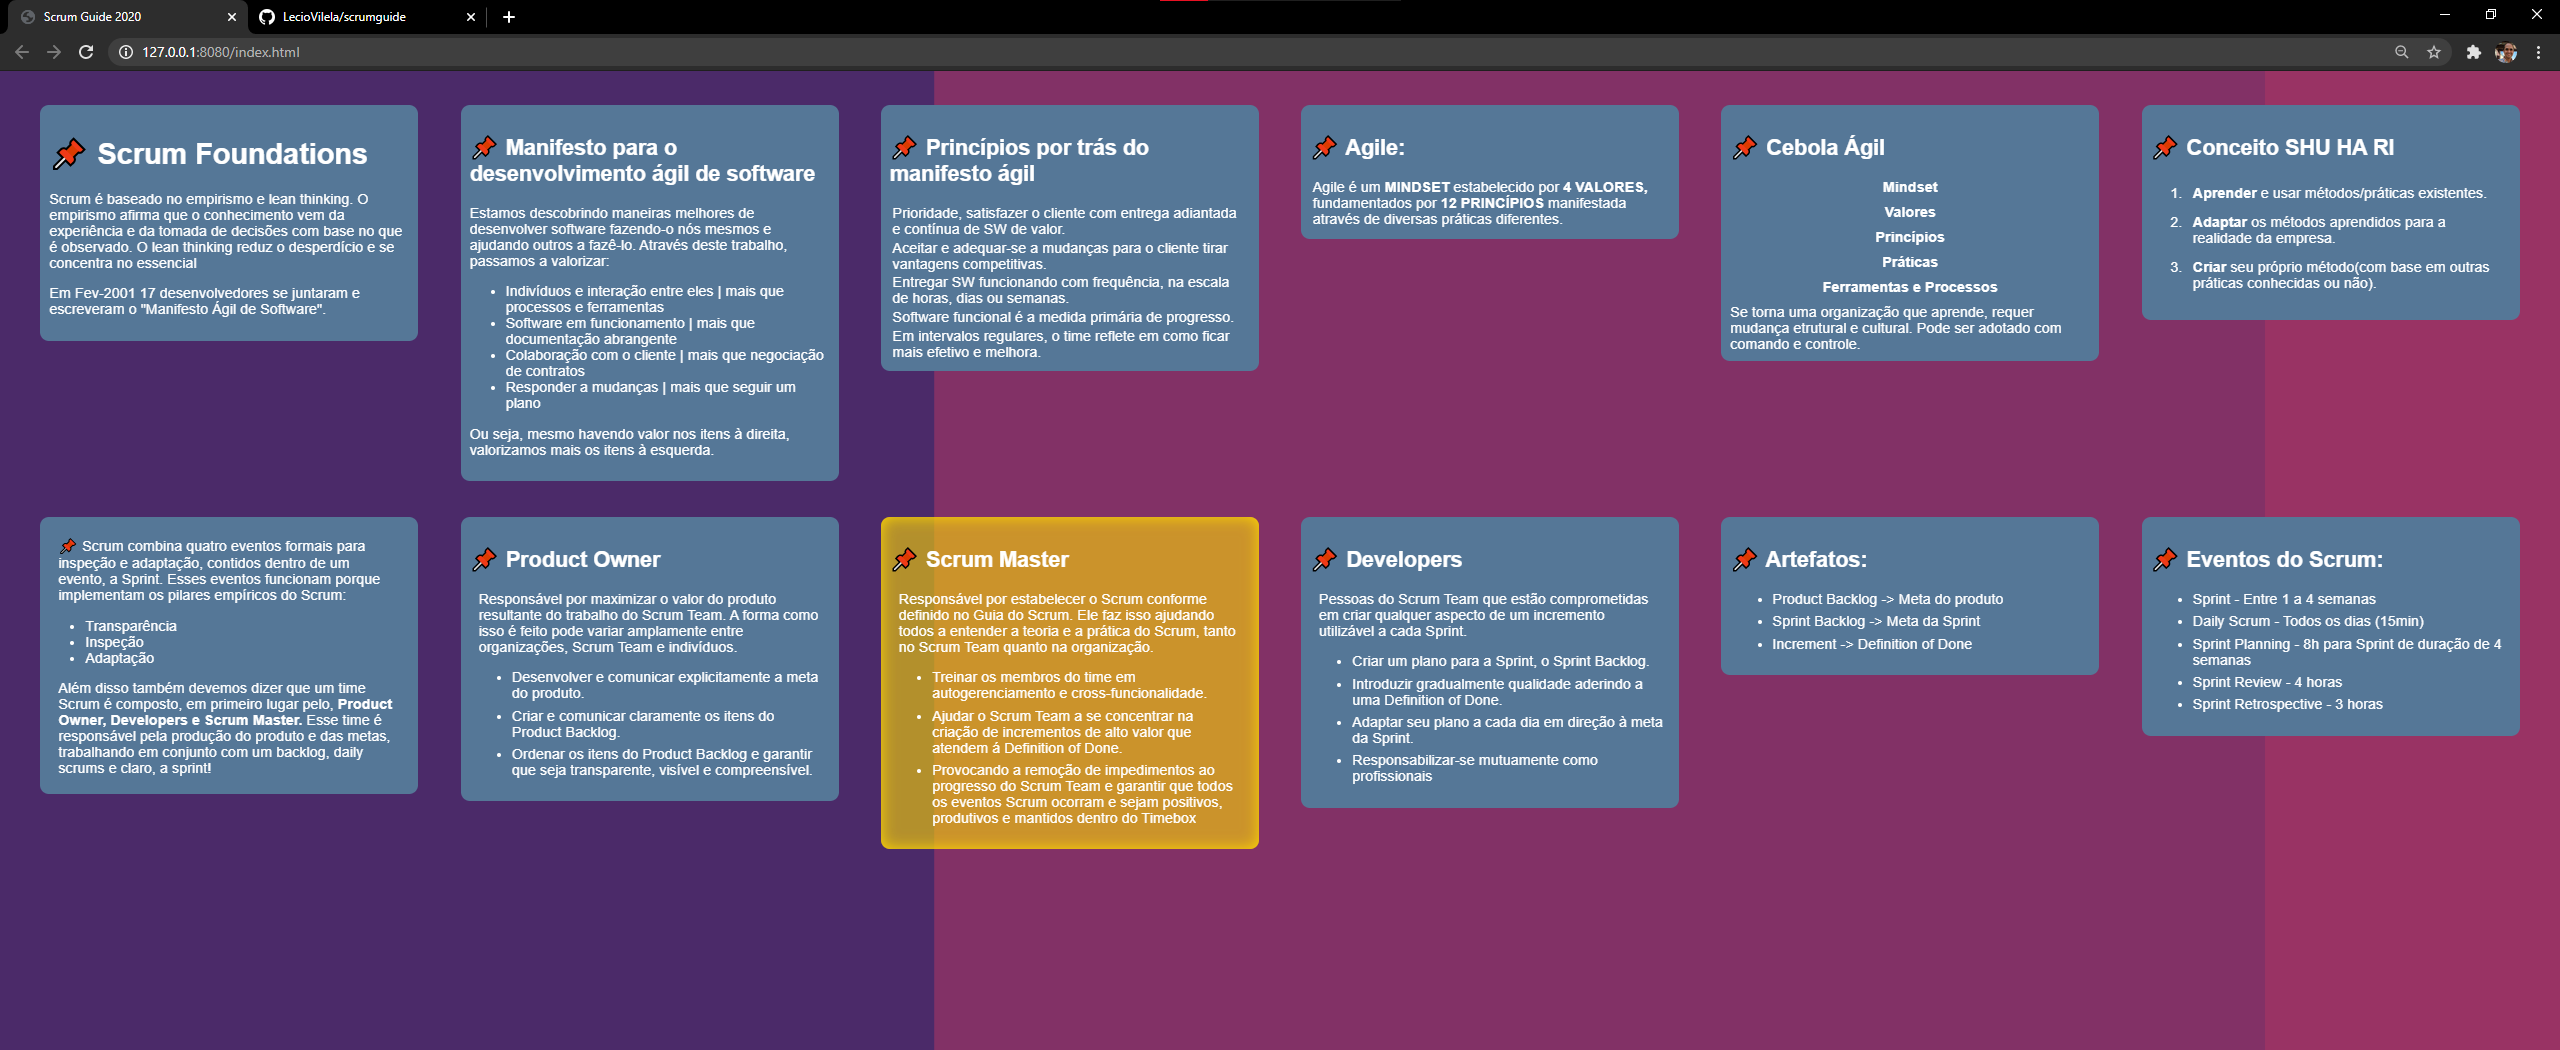 Scrum Guide 2020
LecioVilela/scrumguide
127.0.0.1:8080/index.html
Scrum Foundations
Scrum é baseado no empirismo e lean thinking. O
empirismo afirma que o conhecimento vem da
experiência e da tomada de decisões com base no que
é observado. O lean thinking reduz o desperdício e se
concentra no essencial
Em Fev-2001 17 desenvolvedores se juntaram e
escreveram o "Manifesto Ágil de Software".
Manifesto para o
desenvolvimento ágil de software
Estamos descobrindo maneiras melhores de
desenvolver software fazendo-o nós mesmos e
ajudando outros a fazê-lo. Através deste trabalho,
passamos a valorizar:
• Indivíduos e interação entre eles | mais que
processos e ferramentas
• Software em funcionamento | mais que
documentação abrangente
• Colaboração com o cliente | mais que negociação
de contratos
• Responder a mudanças | mais que seguir um
plano
Ou seja, mesmo havendo valor nos itens à direita,
valorizamos mais os itens à esquerda.
Princípios por trás do
manifesto ágil
Prioridade, satisfazer o cliente com entrega adiantada
e contínua de SW de valor.
Aceitar e adequar-se a mudanças para o cliente tirar
vantagens competitivas.
Entregar SW funcionando com frequência, na escala
de horas, dias ou semanas.
Software funcional é a medida primária de progresso.
Em intervalos regulares, o time reflete em como ficar
mais efetivo e melhora.
Agile:
Agile é um MINDSET estabelecido por 4 VALORES,
fundamentados por 12 PRINCÍPIOS manifestada
através de diversas práticas diferentes.
Cebola Ágil
Mindset
Valores
Princípios
Práticas
Ferramentas e Processos
Se torna uma organização que aprende, requer
mudança etrutural e cultural. Pode ser adotado com
comando e controle.
Conceito SHU HA RI
1. Aprender e usar métodos/práticas existentes.
2. Adaptar os métodos aprendidos para a
realidade da empresa.
3. Criar seu próprio método(com base em outras
práticas conhecidas ou não).
Scrum combina quatro eventos formais para
inspeção e adaptação, contidos dentro de um
evento, a Sprint. Esses eventos funcionam porque
implementam os pilares empíricos do Scrum:
• Transparência
• Inspeção
• Adaptação
Além disso também devemos dizer que um time
Scrum é composto, em primeiro lugar pelo, Product
Owner, Developers e Scrum Master. Esse time é
responsável pela produção do produto e das metas,
trabalhando em conjunto com um backlog, daily
scrums e claro, a sprint!
Product Owner
Responsável por maximizar o valor do produto
resultante do trabalho do Scrum Team. A forma como
isso é feito pode variar amplamente entre
organizações, Scrum Team e indivíduos.
• Desenvolver e comunicar explicitamente a meta
do produto.
• Criar e comunicar claramente os itens do
Product Backlog.
• Ordenar os itens do Product Backlog e garantir
que seja transparente, visível e compreensível.
Scrum Master
Responsável por estabelecer o Scrum conforme
definido no Guia do Scrum. Ele faz isso ajudando
todos a entender a teoria e a prática do Scrum, tanto
no Scrum Team quanto na organização.
• Treinar os membros do time em
autogerenciamento e cross-funcionalidade.
• Ajudar o Scrum Team a se concentrar na
criação de incrementos de alto valor que
atendem á Definition of Done.
• Provocando a remoção de impedimentos ao
progresso do Scrum Team e garantir que todos
os eventos Scrum ocorram e sejam positivos,
produtivos e mantidos dentro do Timebox
Developers
Pessoas do Scrum Team que estão comprometidas
em criar qualquer aspecto de um incremento
utilizável a cada Sprint.
• Criar um plano para a Sprint, o Sprint Backlog.
• Introduzir gradualmente qualidade aderindo a
uma Definition of Done.
• Adaptar seu plano a cada dia em direção à meta
da Sprint.
• Responsabilizar-se mutuamente como
profissionais
Artefatos:
• Product Backlog -> Meta do produto
• Sprint Backlog -> Meta da Sprint
• Increment -> Definition of Done
Eventos do Scrum:
• Sprint - Entre 1 a 4 semanas
• Daily Scrum - Todos os dias (15min)
• Sprint Planning - 8h para Sprint de duração de 4
semanas
• Sprint Review - 4 horas
• Sprint Retrospective - 3 horas